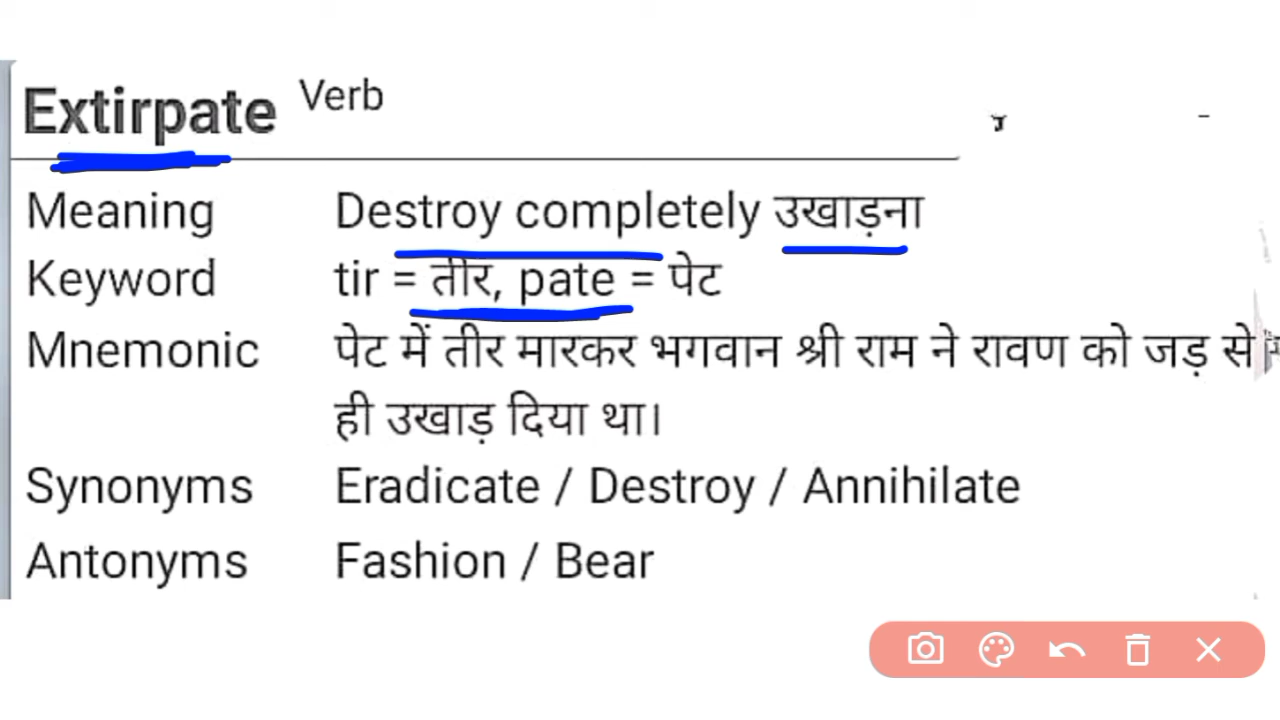 Extirpate Verb
Meaning Destroy completely उखाड़ना
Keyword tir = तीर, pate = पेट
Mnemonic पेट में तीर मारकर भगवान श्री राम ने रावण को जड़ से
ही उखाड़ दिया था।
Synonyms Eradicate / Destroy / Annihilate
Antonyms Fashion / Bear